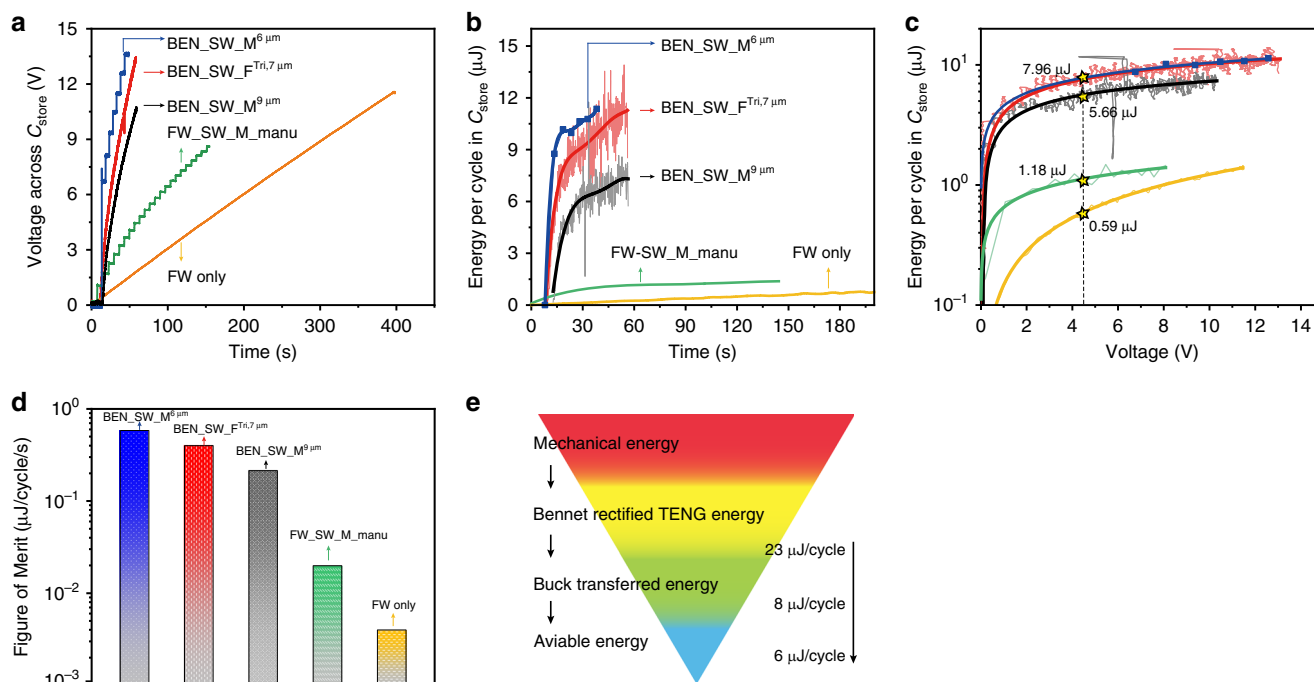 a
15
12
9
6
3
0
Voltage across C_store (V)
0
100
200
300
400
Time (s)
BEN_SW_M^6 μm
BEN_SW_F^Tri,7 μm
BEN_SW_M^9 μm
FW_SW_M_manu
FW only
b
15
12
9
6
3
0
Energy per cycle in C_store (μJ)
0
30
60
90
120
150
180
Time (s)
BEN_SW_M^6 μm
BEN_SW_F^Tri,7 μm
BEN_SW_M^9 μm
FW-SW_M_manu
FW only
c
10^1
10^0
10^–1
Energy per cycle in C_store (μJ)
0
2
4
6
8
10
12
14
Voltage (V)
7.96 μJ
5.66 μJ
1.18 μJ
0.59 μJ
d
10^0
10^–1
10^–2
10^–3
Figure of Merit (μJ/cycle/s)
BEN_SW_M^6 μm
BEN_SW_F^Tri,7 μm
BEN_SW_M^9 μm
FW_SW_M_manu
FW only
e
Mechanical energy
Bennet rectified TENG energy
23 μJ/cycle
Buck transferred energy
8 μJ/cycle
Aviable energy
6 μJ/cycle